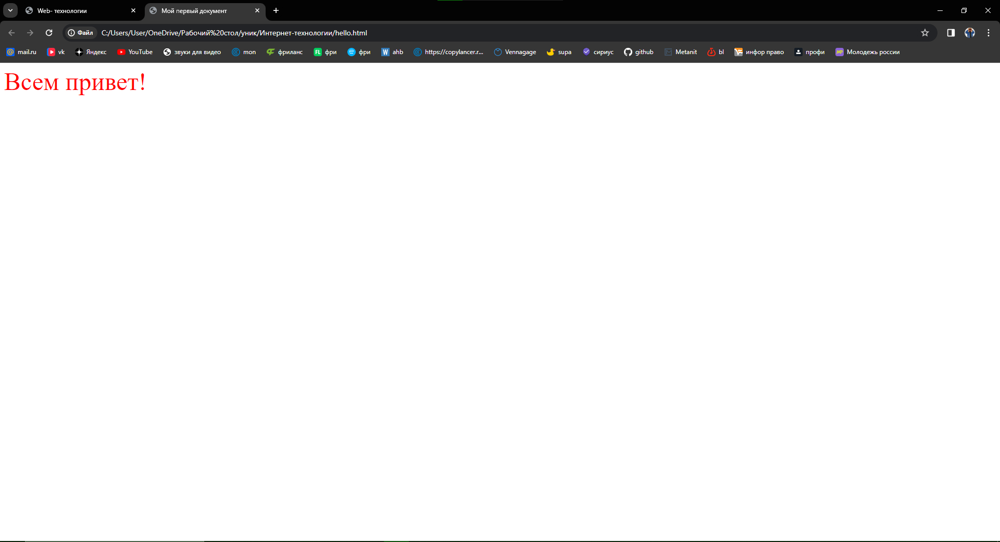 Web- технологии
Мой первый документ
Файл C:/Users/User/OneDrive/Рабочий%20стол/уник/Интернет-технологии/hello.html
mail.ru vk Яндекс YouTube звуки для видео mon фриланс FL фри фри W ahb https://copylancer.r... Vennagage supa сириус github Metanit bl инфор право профи MP Молодежь россии
Всем привет!